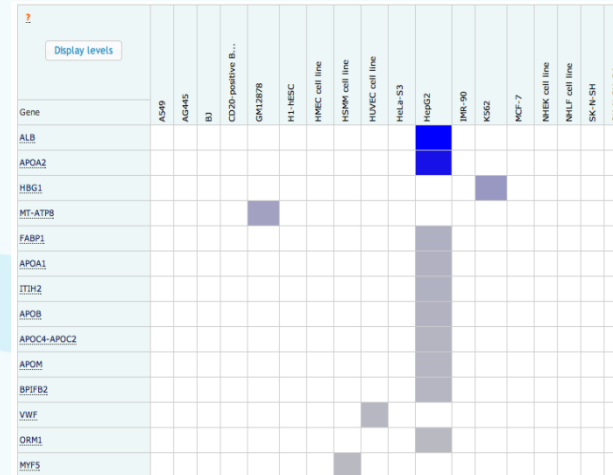 ?
Display levels
Gene
A549
AG445
BJ
CD20-positive B...
GM12878
H1-hESC
HMEC cell line
HSMM cell line
HUVEC cell line
HeLa-S3
HepG2
IMR-90
K562
MCF-7
NHEK cell line
NHLF cell line
SK-N-SH
ALB
APOA2
HBG1
MT-ATP8
FABP1
APOA1
ITIH2
APOB
APOC4-APOC2
APOM
BPIFB2
VWF
ORM1
MYF5